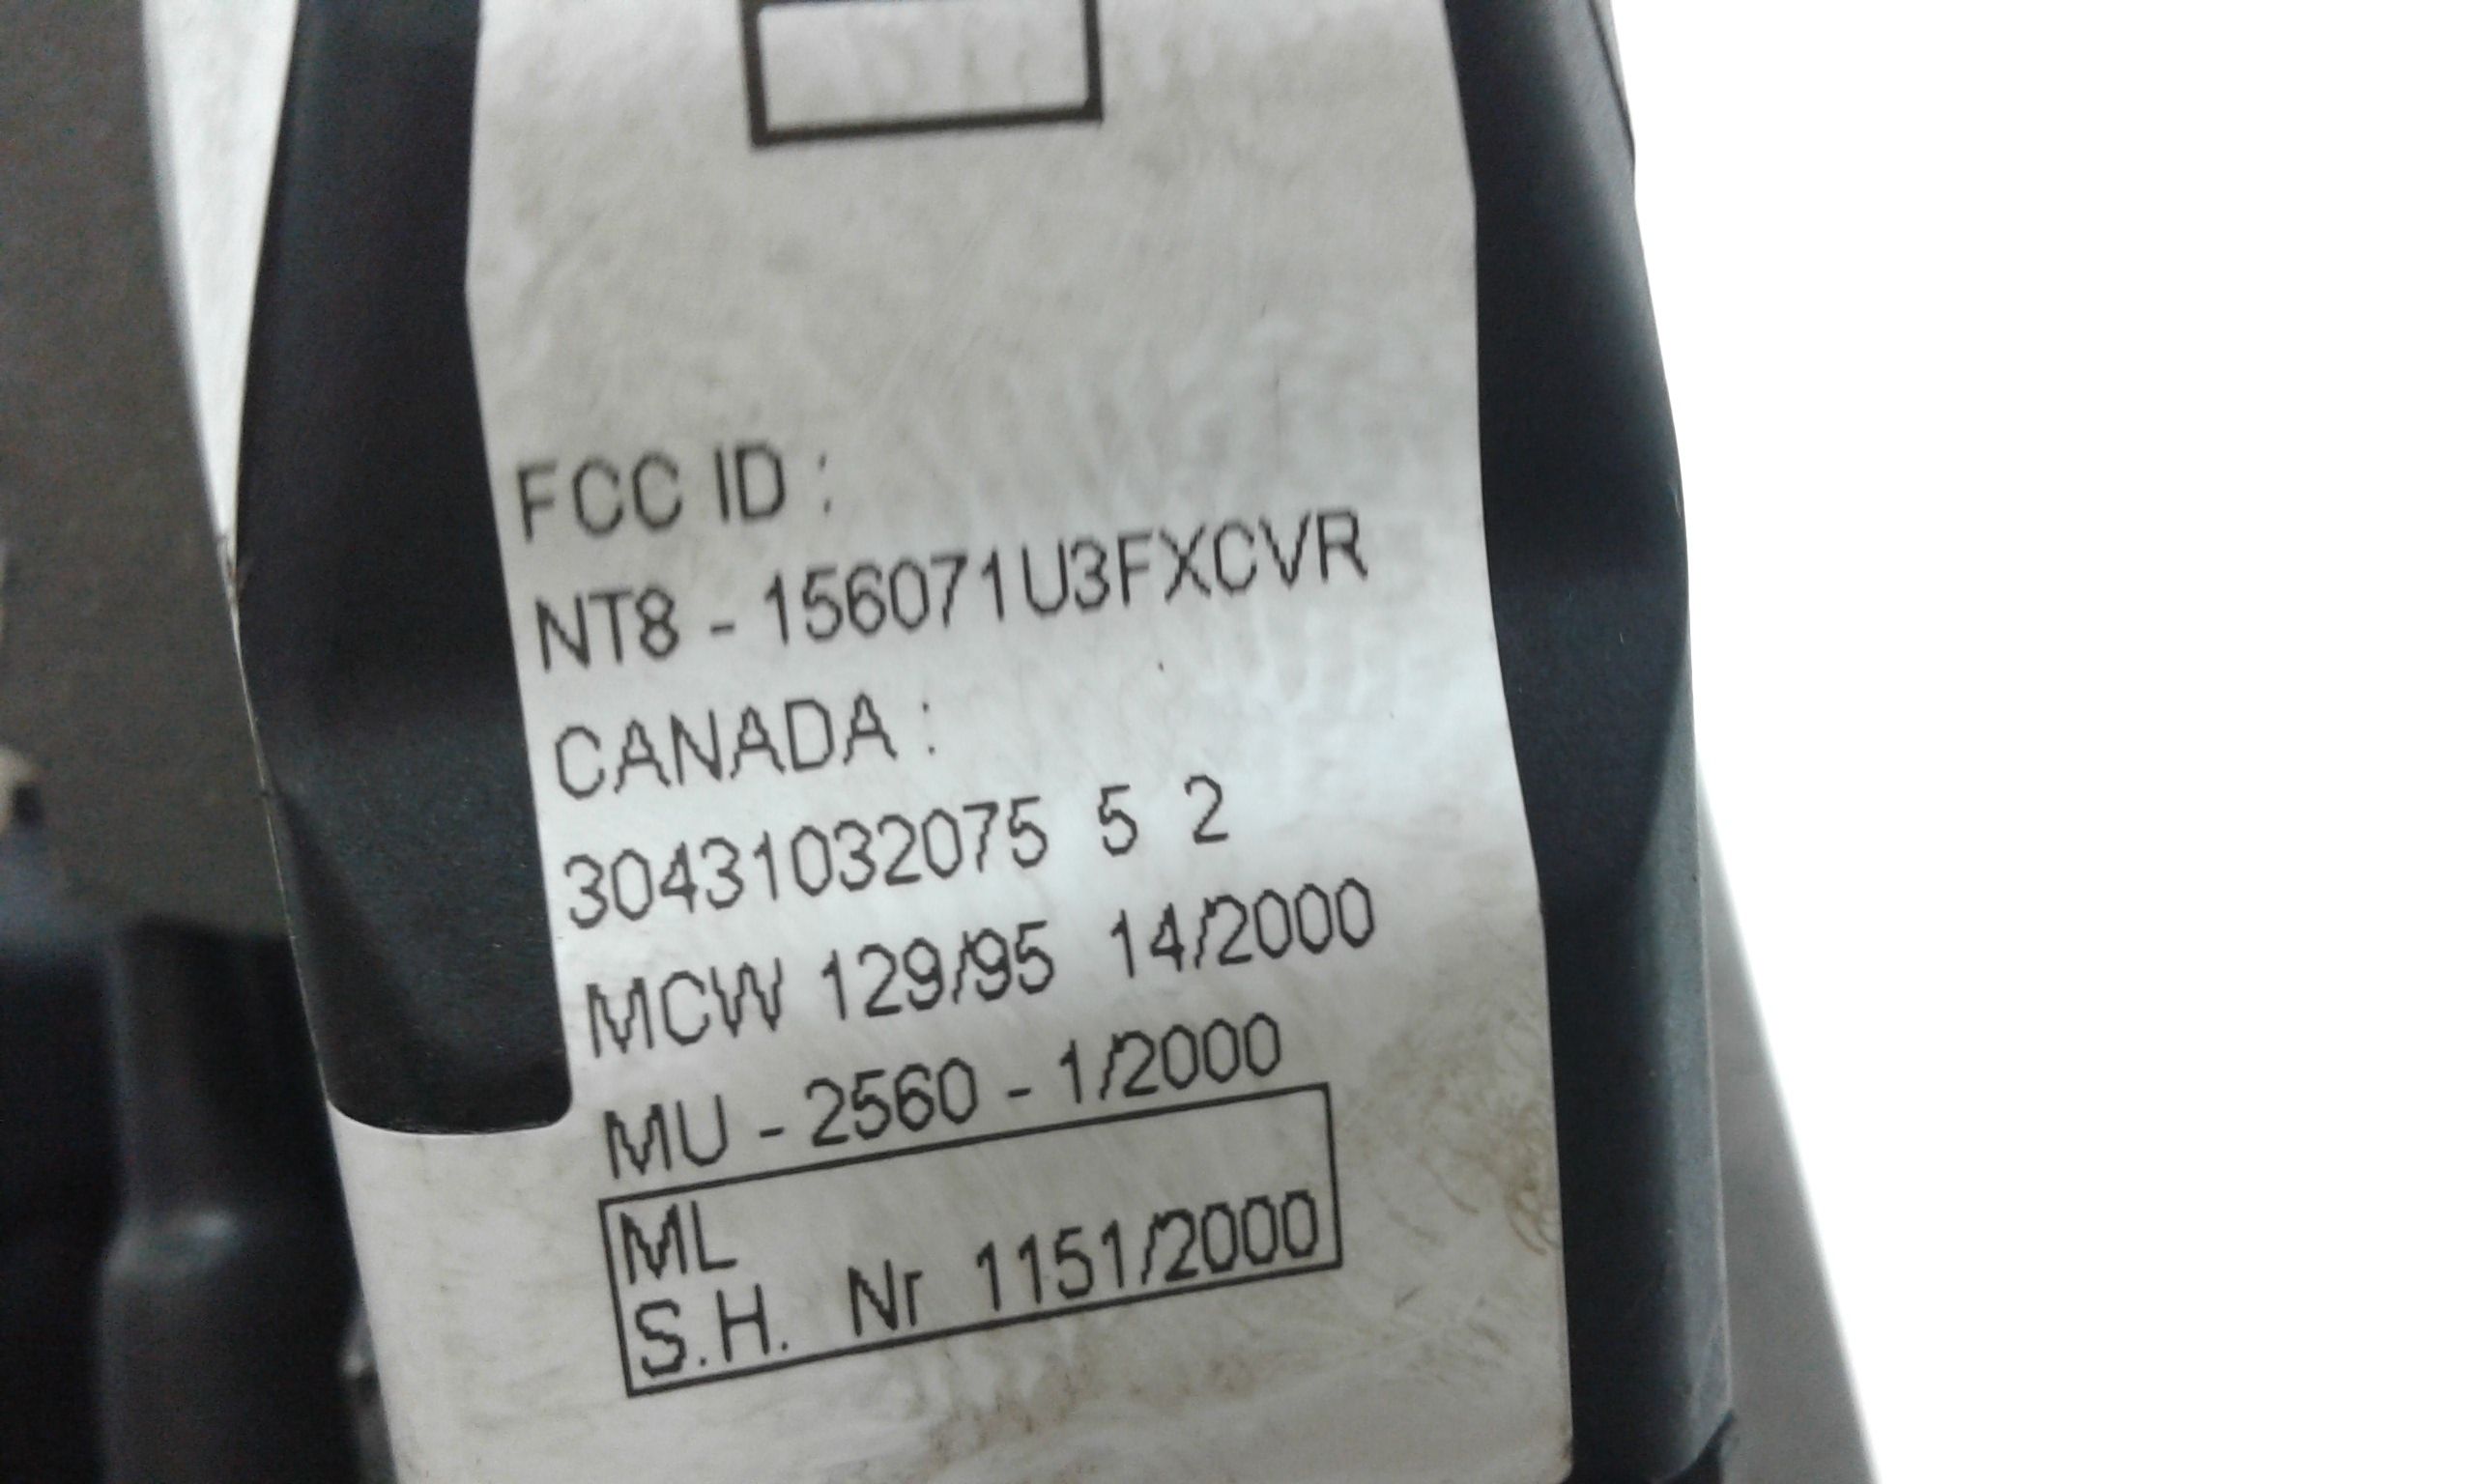 FCC ID :
NT8 - 156071U3FXCVR
CANADA :
30431032075 5 2
MCW 129/95 14/2000
MU - 2560 - 1/2000
ML
S.H. Nr 1151/2000